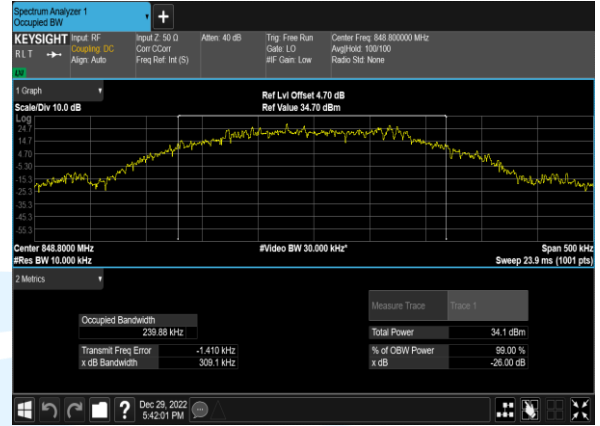 Spectrum Analyzer 1
Occupied BW
+
KEYSIGHT
RLT
Input: RF
Coupling: DC
Align: Auto
Input Z: 50 Ω
Corr CCorr
Freq Ref: Int (S)
Atten: 40 dB
Trig: Free Run
Gate: LO
#IF Gain: Low
Center Freq: 848.800000 MHz
Avg|Hold: 100/100
Radio Std: None
1 Graph
Scale/Div 10.0 dB
Ref Lvl Offset 4.70 dB
Ref Value 34.70 dBm
Log
24.7
14.7
4.70
-5.30
-15.3
-25.3
-35.3
-45.3
-55.3
Center 848.8000 MHz
#Res BW 10.000 kHz
#Video BW 30.000 kHz*
Span 500 kHz
Sweep 23.9 ms (1001 pts)
2 Metrics
Measure Trace
Trace 1
Occupied Bandwidth
239.88 kHz
Total Power
34.1 dBm
Transmit Freq Error
-1.410 kHz
% of OBW Power
99.00 %
x dB Bandwidth
309.1 kHz
x dB
-26.00 dB
?
Dec 29, 2022
5:42:01 PM